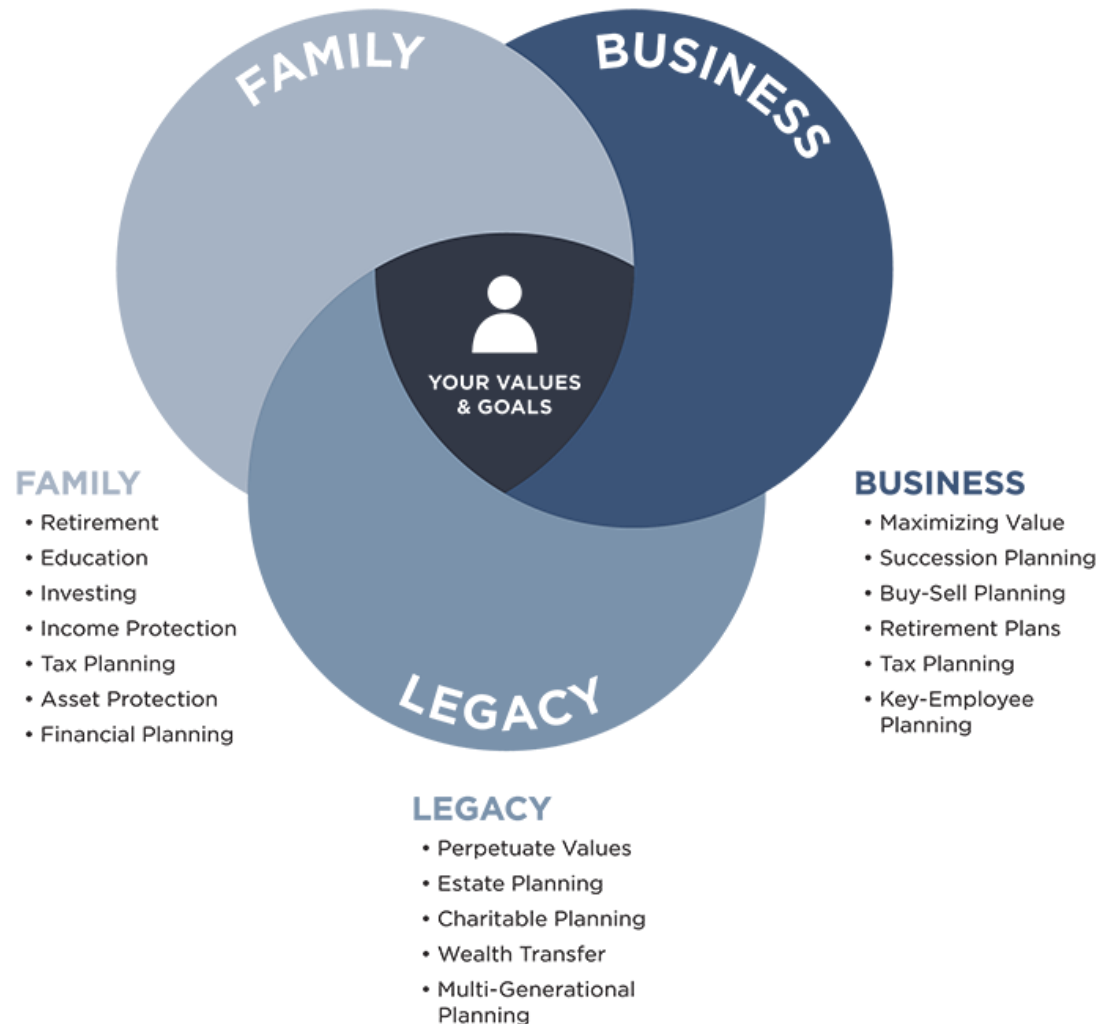 FAMILY
BUSINESS
YOUR VALUES
& GOALS
LEGACY
FAMILY
• Retirement
• Education
• Investing
• Income Protection
• Tax Planning
• Asset Protection
• Financial Planning
BUSINESS
• Maximizing Value
• Succession Planning
• Buy-Sell Planning
• Retirement Plans
• Tax Planning
• Key-Employee
Planning
LEGACY
• Perpetuate Values
• Estate Planning
• Charitable Planning
• Wealth Transfer
• Multi-Generational
Planning